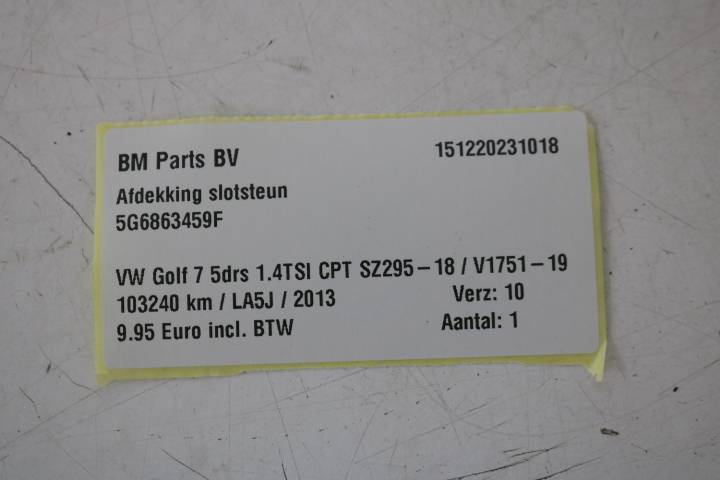 BM Parts BV 151220231018
Afdekking slotsteun
5G6863459F
VW Golf 7 5drs 1.4TSI CPT SZ295-18 / V1751-19
103240 km / LA5J / 2013 Verz: 10
9.95 Euro incl. BTW Aantal: 1